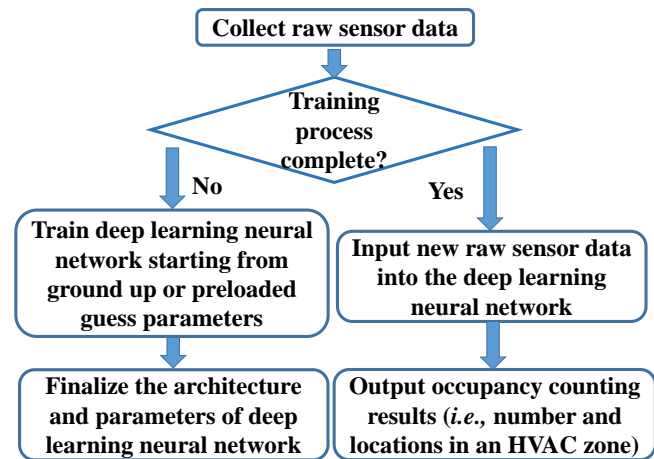 Collect raw sensor data
Training
process
complete?
No
Yes
Train deep learning neural
network starting from
ground up or preloaded
guess parameters
Input new raw sensor data
into the deep learning
neural network
Finalize the architecture
and parameters of deep
learning neural network
Output occupancy counting
results (i.e., number and
locations in an HVAC zone)